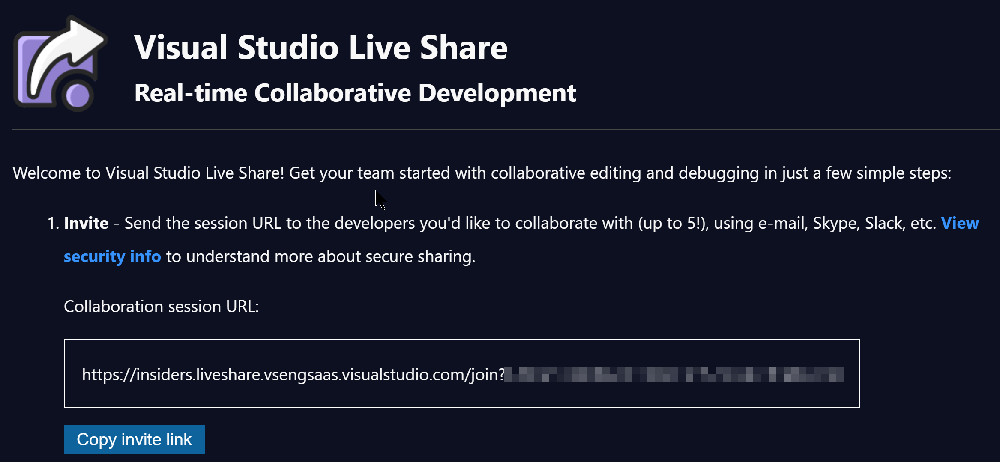 Visual Studio Live Share
Real-time Collaborative Development
Welcome to Visual Studio Live Share! Get your team started with collaborative editing and debugging in just a few simple steps:
1. Invite - Send the session URL to the developers you'd like to collaborate with (up to 5!), using e-mail, Skype, Slack, etc. View
security info to understand more about secure sharing.
Collaboration session URL:
https://insiders.liveshare.vsengsaas.visualstudio.com/join?
Copy invite link